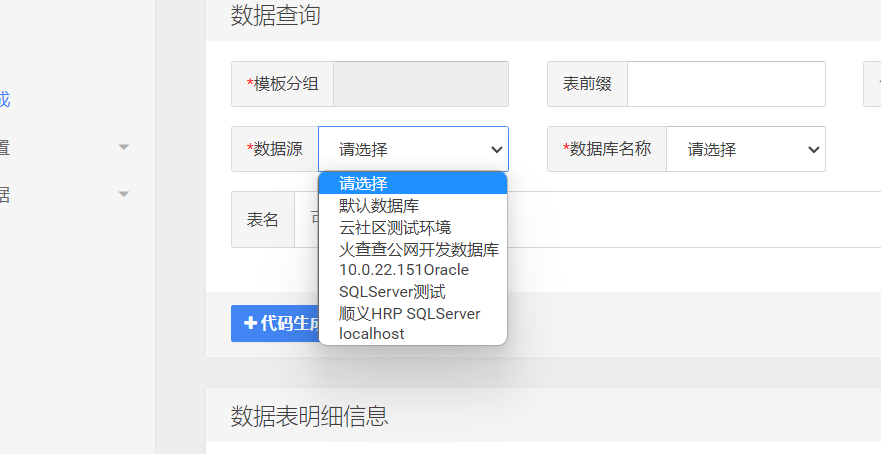 数据查询
成
*模板分组
表前缀
置
*数据源
请选择
*数据库名称
请选择
据
请选择
默认数据库
云社区测试环境
火查查公网开发数据库
10.0.22.151Oracle
SQLServer测试
顺义HRP SQLServer
localhost
表名
可
代码生成
数据表明细信息